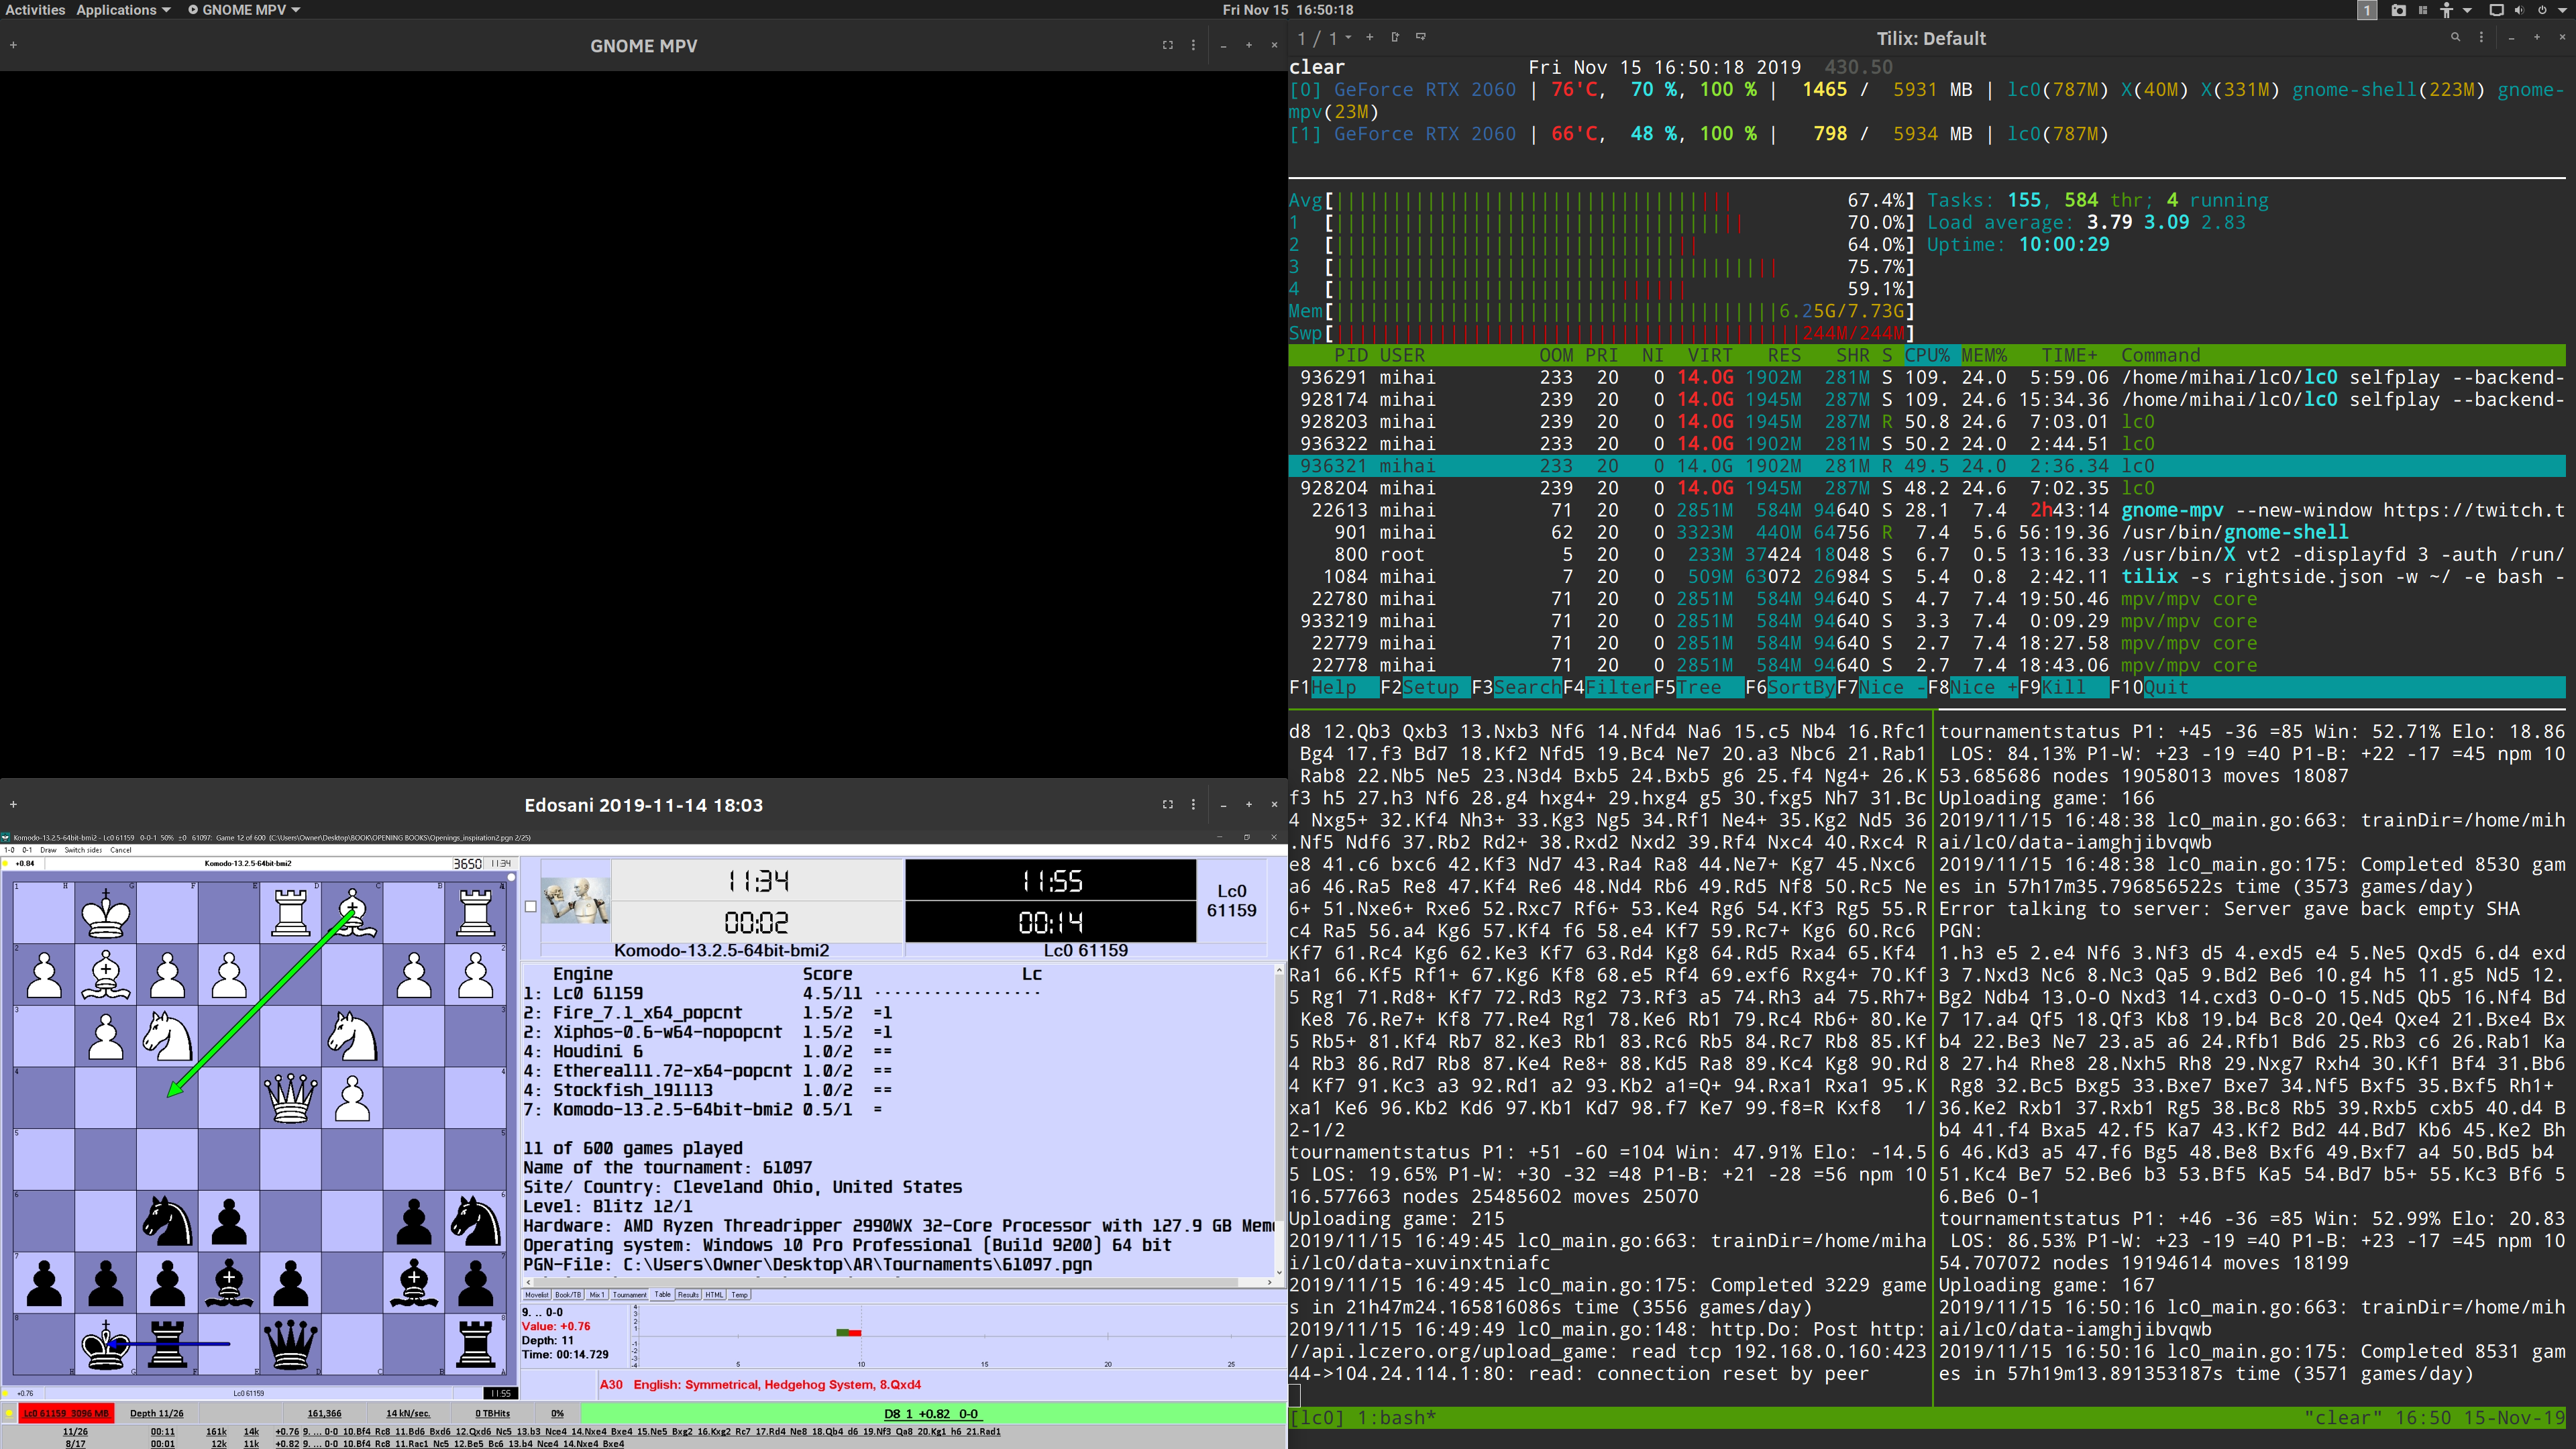 Activities Applications GNOME MPV Fri Nov 15 16:50:18 1
GNOME MPV
1 / 1 Tilix: Default
clear Fri Nov 15 16:50:18 2019 430.50
[0] GeForce RTX 2060 | 76'C, 70 %, 100 % | 1465 / 5931 MB | lc0(787M) X(40M) X(331M) gnome-shell(223M) gnome-
mpv(23M)
[1] GeForce RTX 2060 | 66'C, 48 %, 100 % | 798 / 5934 MB | lc0(787M)
Avg[ 67.4%] Tasks: 155, 584 thr; 4 running
1 [ 70.0%] Load average: 3.79 3.09 2.83
2 [ 64.0%] Uptime: 10:00:29
3 [ 75.7%]
4 [ 59.1%]
Mem[ 6.25G/7.73G]
Swp[ 244M/244M]
PID USER OOM PRI NI VIRT RES SHR S CPU% MEM% TIME+ Command
936291 mihai 233 20 0 14.0G 1902M 281M S 109. 24.0 5:59.06 /home/mihai/lc0/lc0 selfplay --backend-
928174 mihai 239 20 0 14.0G 1945M 287M S 109. 24.6 15:34.36 /home/mihai/lc0/lc0 selfplay --backend-
928203 mihai 239 20 0 14.0G 1945M 287M R 50.8 24.6 7:03.01 lc0
936322 mihai 233 20 0 14.0G 1902M 281M S 50.2 24.0 2:44.51 lc0
936321 mihai 233 20 0 14.0G 1902M 281M R 49.5 24.0 2:36.34 lc0
928204 mihai 239 20 0 14.0G 1945M 287M S 48.2 24.6 7:02.35 lc0
22613 mihai 71 20 0 2851M 584M 94640 S 28.1 7.4 2h43:14 gnome-mpv --new-window https://twitch.t
901 mihai 62 20 0 3323M 440M 64756 R 7.4 5.6 56:19.36 /usr/bin/gnome-shell
800 root 5 20 0 233M 37424 18048 S 6.7 0.5 13:16.33 /usr/bin/X vt2 -displayfd 3 -auth /run/
1084 mihai 7 20 0 509M 63072 26984 S 5.4 0.8 2:42.11 tilix -s rightside.json -w ~/ -e bash -
22780 mihai 71 20 0 2851M 584M 94640 S 4.7 7.4 19:50.46 mpv/mpv core
933219 mihai 71 20 0 2851M 584M 94640 S 3.3 7.4 0:09.29 mpv/mpv core
22779 mihai 71 20 0 2851M 584M 94640 S 2.7 7.4 18:27.58 mpv/mpv core
22778 mihai 71 20 0 2851M 584M 94640 S 2.7 7.4 18:43.06 mpv/mpv core
F1Help F2Setup F3SearchF4FilterF5Tree F6SortByF7Nice -F8Nice +F9Kill F10Quit
d8 12.Qb3 Qxb3 13.Nxb3 Nf6 14.Nfd4 Na6 15.c5 Nb4 16.Rfc1
Bg4 17.f3 Bd7 18.Kf2 Nfd5 19.Bc4 Ne7 20.a3 Nbc6 21.Rab1
Rab8 22.Nb5 Ne5 23.N3d4 Bxb5 24.Bxb5 g6 25.f4 Ng4+ 26.K
f3 h5 27.h3 Nf6 28.g4 hxg4+ 29.hxg4 g5 30.fxg5 Nh7 31.Bc
4 Nxg5+ 32.Kf4 Nh3+ 33.Kg3 Ng5 34.Rf1 Ne4+ 35.Kg2 Nd5 36
.Nf5 Ndf6 37.Rb2 Rd2+ 38.Rxd2 Nxd2 39.Rf4 Nxc4 40.Rxc4 R
e8 41.c6 bxc6 42.Kf3 Nd7 43.Ra4 Ra8 44.Ne7+ Kg7 45.Nxc6
a6 46.Ra5 Re8 47.Kf4 Re6 48.Nd4 Rb6 49.Rd5 Nf8 50.Rc5 Ne
6+ 51.Nxe6+ Rxe6 52.Rxc7 Rf6+ 53.Ke4 Rg6 54.Kf3 Rg5 55.R
c4 Ra5 56.a4 Kg6 57.Kf4 f6 58.e4 Kf7 59.Rc7+ Kg6 60.Rc6
Kf7 61.Rc4 Kg6 62.Ke3 Kf7 63.Rd4 Kg8 64.Rd5 Rxa4 65.Kf4
Ra1 66.Kf5 Rf1+ 67.Kg6 Kf8 68.e5 Rf4 69.exf6 Rxg4+ 70.Kf
5 Rg1 71.Rd8+ Kf7 72.Rd3 Rg2 73.Rf3 a5 74.Rh3 a4 75.Rh7+
Ke8 76.Re7+ Kf8 77.Re4 Rg1 78.Ke6 Rb1 79.Rc4 Rb6+ 80.Ke
5 Rb5+ 81.Kf4 Rb7 82.Ke3 Rb1 83.Rc6 Rb5 84.Rc7 Rb8 85.Kf
4 Rb3 86.Rd7 Rb8 87.Ke4 Re8+ 88.Kd5 Ra8 89.Kc4 Kg8 90.Rd
4 Kf7 91.Kc3 a3 92.Rd1 a2 93.Kb2 a1=Q+ 94.Rxa1 Rxa1 95.K
xa1 Ke6 96.Kb2 Kd6 97.Kb1 Kd7 98.f7 Ke7 99.f8=R Kxf8 1/
2-1/2
tournamentstatus P1: +51 -60 =104 Win: 47.91% Elo: -14.5
5 LOS: 19.65% P1-W: +30 -32 =48 P1-B: +21 -28 =56 npm 10
16.577663 nodes 25485602 moves 25070
Uploading game: 215
2019/11/15 16:49:45 lc0_main.go:663: trainDir=/home/miha
i/lc0/data-xuvinxtniafc
2019/11/15 16:49:45 lc0_main.go:175: Completed 3229 game
s in 21h47m24.165816086s time (3556 games/day)
2019/11/15 16:49:49 lc0_main.go:148: http.Do: Post http:
//api.lczero.org/upload_game: read tcp 192.168.0.160:423
44->104.24.114.1:80: read: connection reset by peer
tournamentstatus P1: +45 -36 =85 Win: 52.71% Elo: 18.86
LOS: 84.13% P1-W: +23 -19 =40 P1-B: +22 -17 =45 npm 10
53.685686 nodes 19058013 moves 18087
Uploading game: 166
2019/11/15 16:48:38 lc0_main.go:663: trainDir=/home/mih
ai/lc0/data-iamghjibvqwb
2019/11/15 16:48:38 lc0_main.go:175: Completed 8530 gam
es in 57h17m35.796856522s time (3573 games/day)
Error talking to server: Server gave back empty SHA
PGN:
1.h3 e5 2.e4 Nf6 3.Nf3 d5 4.exd5 e4 5.Ne5 Qxd5 6.d4 exd
3 7.Nxd3 Nc6 8.Nc3 Qa5 9.Bd2 Be6 10.g4 h5 11.g5 Nd5 12.
Bg2 Ndb4 13.O-O Nxd3 14.cxd3 O-O-O 15.Nd5 Qb5 16.Nf4 Bd
7 17.a4 Qf5 18.Qf3 Kb8 19.b4 Bc8 20.Qe4 Qxe4 21.Bxe4 Bx
b4 22.Be3 Ne7 23.a5 a6 24.Rfb1 Bd6 25.Rb3 c6 26.Rab1 Ka
8 27.h4 Rhe8 28.Nxh5 Rh8 29.Nxg7 Rxh4 30.Kf1 Bf4 31.Bb6
Rg8 32.Bc5 Bxg5 33.Bxe7 Bxe7 34.Nf5 Bxf5 35.Bxf5 Rh1+
36.Ke2 Rxb1 37.Rxb1 Rg5 38.Bc8 Rb5 39.Rxb5 cxb5 40.d4 B
b4 41.f4 Bxa5 42.f5 Ka7 43.Kf2 Bd2 44.Bd7 Kb6 45.Ke2 Bh
6 46.Kd3 a5 47.f6 Bg5 48.Be8 Bxf6 49.Bxf7 a4 50.Bd5 b4
51.Kc4 Be7 52.Be6 b3 53.Bf5 Ka5 54.Bd7 b5+ 55.Kc3 Bf6 5
6.Be6 0-1
tournamentstatus P1: +46 -36 =85 Win: 52.99% Elo: 20.83
LOS: 86.53% P1-W: +23 -19 =40 P1-B: +23 -17 =45 npm 10
54.707072 nodes 19194614 moves 18199
Uploading game: 167
2019/11/15 16:50:16 lc0_main.go:663: trainDir=/home/mih
ai/lc0/data-iamghjibvqwb
2019/11/15 16:50:16 lc0_main.go:175: Completed 8531 gam
es in 57h19m13.891353187s time (3571 games/day)
[lc0] 1:bash* "clear" 16:50 15-Nov-19
Edosani 2019-11-14 18:03
Komodo-13.2.5-64bit-bmi2 - Lc0 61159 0-0-1 50% ±0 61097: Game 12 of 600 (C:\Users\Owner\Desktop\BOOK\OPENING BOOKS\Openings_inspiration2.pgn 2/25)
1-0 0-1 Draw Switch sides Cancel
+0.84 Komodo-13.2.5-64bit-bmi2 3650 11:34
11:34 11:55 Lc0
00:02 00:14 61159
Komodo-13.2.5-64bit-bmi2 Lc0 61159
Engine Score Lc
1: Lc0 61159 4.5/11 · · · · · · · · · · · · · · · · ·
2: Fire_7.1_x64_popcnt 1.5/2 =1
2: Xiphos-0.6-w64-nopopcnt 1.5/2 =1
4: Houdini 6 1.0/2 ==
4: Ethereal11.72-x64-popcnt 1.0/2 ==
4: Stockfish_191113 1.0/2 ==
7: Komodo-13.2.5-64bit-bmi2 0.5/1 =
11 of 600 games played
Name of the tournament: 61097
Site/ Country: Cleveland Ohio, United States
Level: Blitz 12/1
Hardware: AMD Ryzen Threadripper 2990WX 32-Core Processor with 127.9 GB Mem
Operating system: Windows 10 Pro Professional (Build 9200) 64 bit
PGN-File: C:\Users\Owner\Desktop\AR\Tournaments\61097.pgn
Movelist Book/TB Mix 1 Tournament Table Results HTML Temp
9. .. 0-0
Value: +0.76
Depth: 11
Time: 00:14.729
5 10 15 20 25
A30 English: Symmetrical, Hedgehog System, 8.Qxd4
+0.76 Lc0 61159 11:55
Lc0 61159 3096 MB Depth 11/26 161,366 14 kN/sec. 0 TBHits 0% D8 1 +0.82 0-0
11/26 00:11 161k 14k +0.76 9. ... 0-0 10.Bf4 Rc8 11.Bd6 Bxd6 12.Qxd6 Nc5 13.b3 Nce4 14.Nxe4 Bxe4 15.Ne5 Bxg2 16.Kxg2 Rc7 17.Rd4 Ne8 18.Qb4 d6 19.Nf3 Qa8 20.Kg1 h6 21.Rad1
8/17 00:01 12k 11k +0.82 9. ... 0-0 10.Bf4 Rc8 11.Rac1 Nc5 12.Be5 Bc6 13.b4 Nce4 14.Nxe4 Bxe4